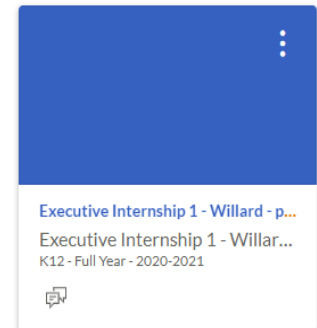 Executive Internship 1 - Willard - p...
Executive Internship 1 - Willar...
K12 - Full Year - 2020-2021